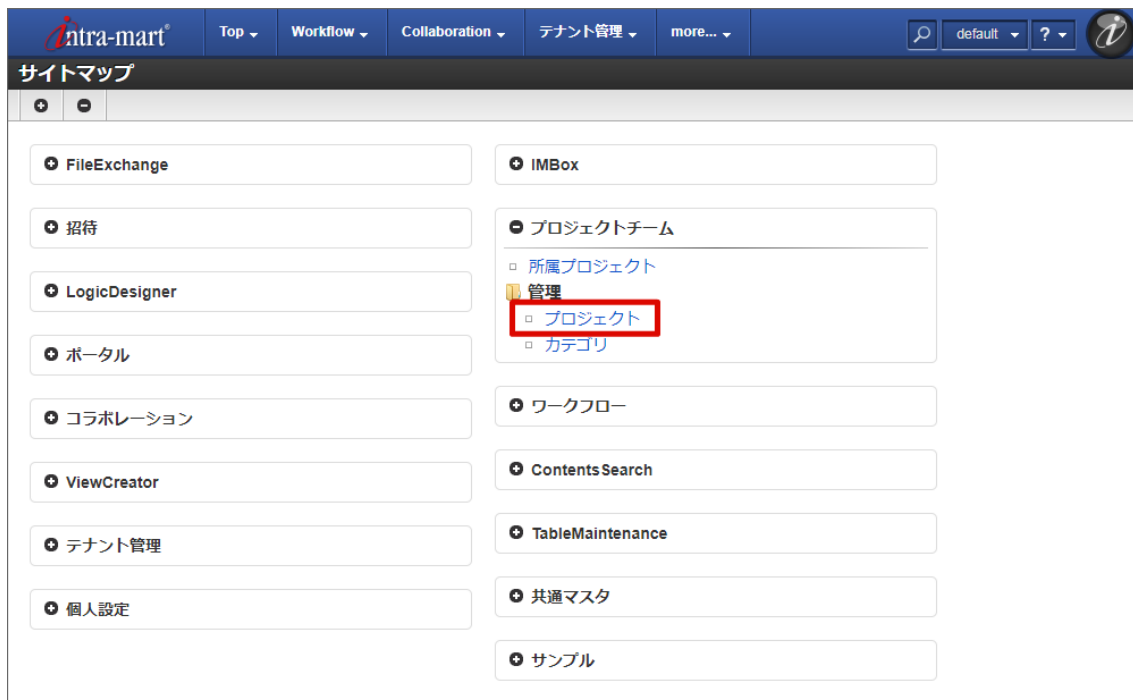 intra-mart® Top Workflow Collaboration テナント管理 more... default ?
サイトマップ
FileExchange
招待
LogicDesigner
ポータル
コラボレーション
ViewCreator
テナント管理
個人設定
IMBox
プロジェクトチーム
所属プロジェクト
管理
プロジェクト
カテゴリ
ワークフロー
ContentsSearch
TableMaintenance
共通マスタ
サンプル